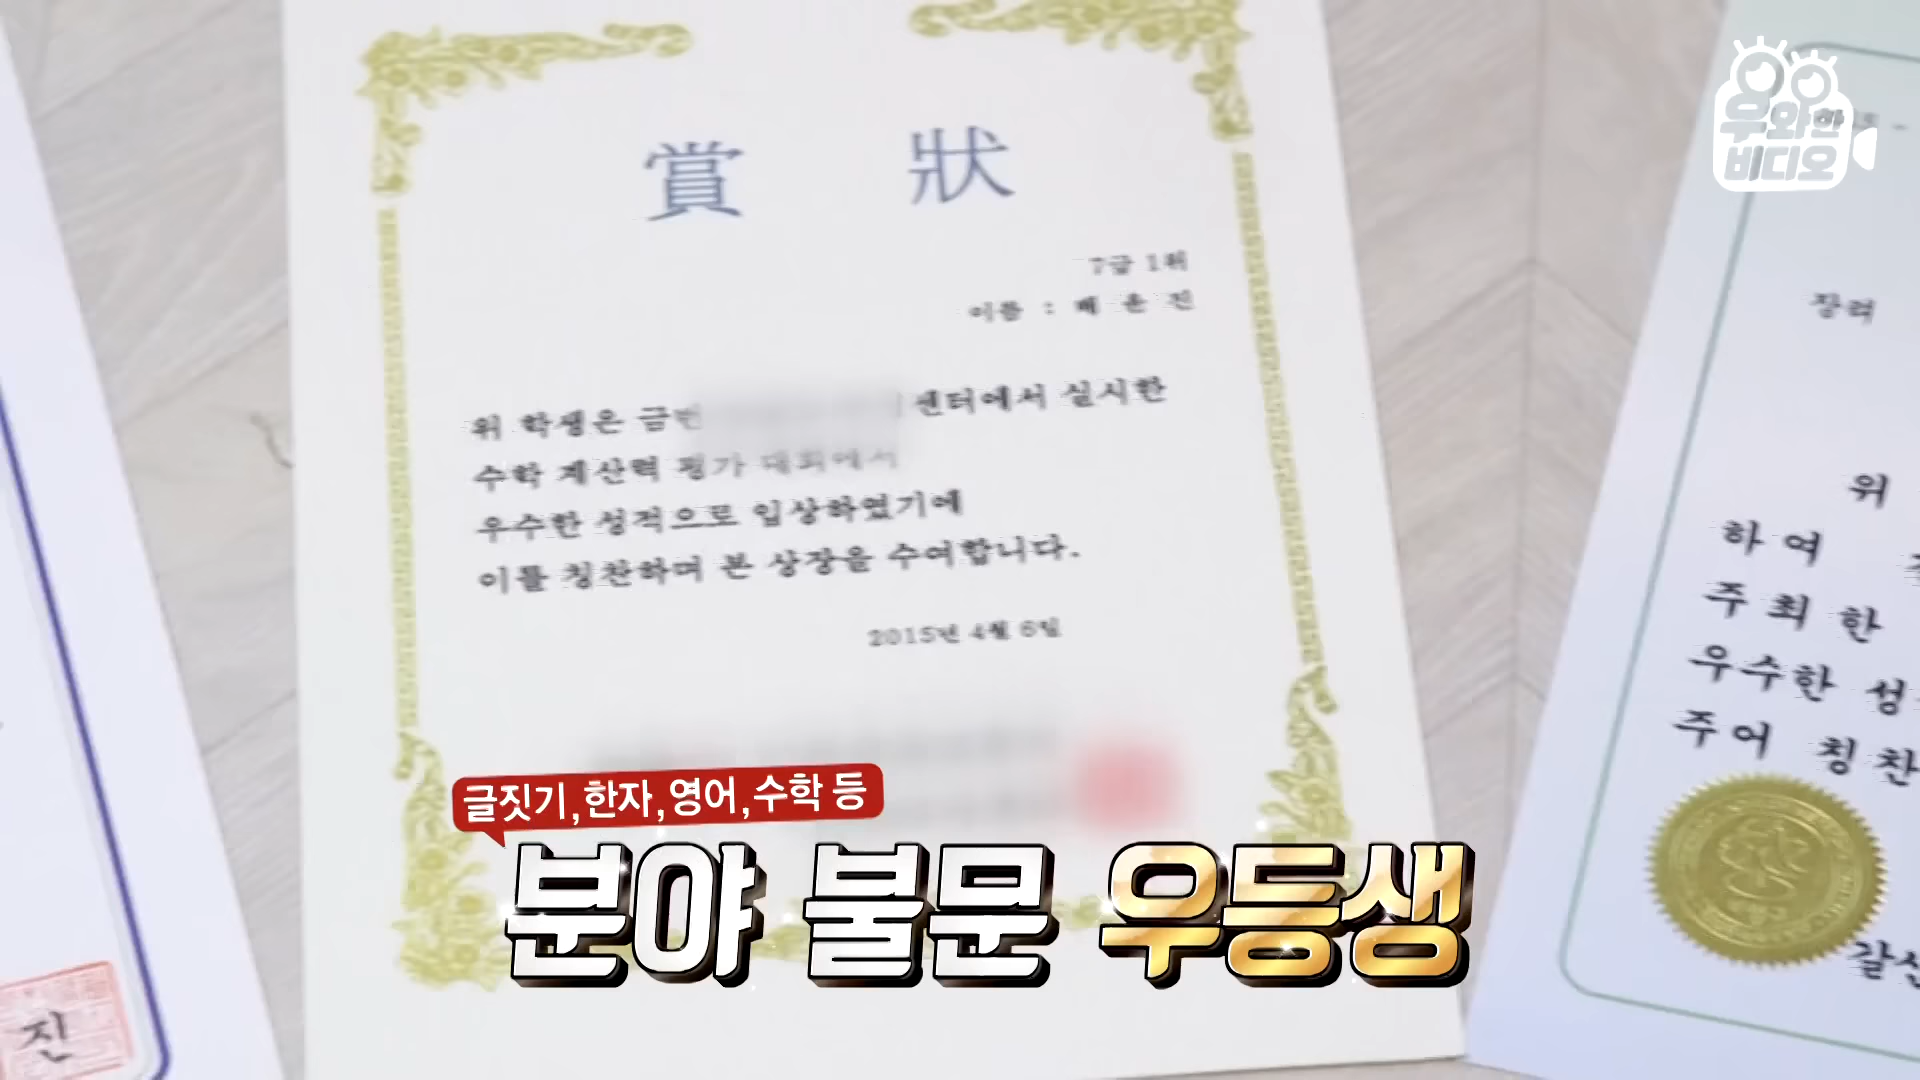 우와한
비디오
賞 狀
7급 1위
이름 : 배 윤 진
위 학생은 금번 센터에서 실시한
수학 계산력 평가 대회에서
우수한 성적으로 입상하였기에
이를 칭찬하며 본 상장을 수여합니다.
2015년 4월 6일
글짓기,한자,영어,수학 등
분야 불문 우등생
진
장려
위
하여
주최한
우수한 성
주어 칭찬
갈산